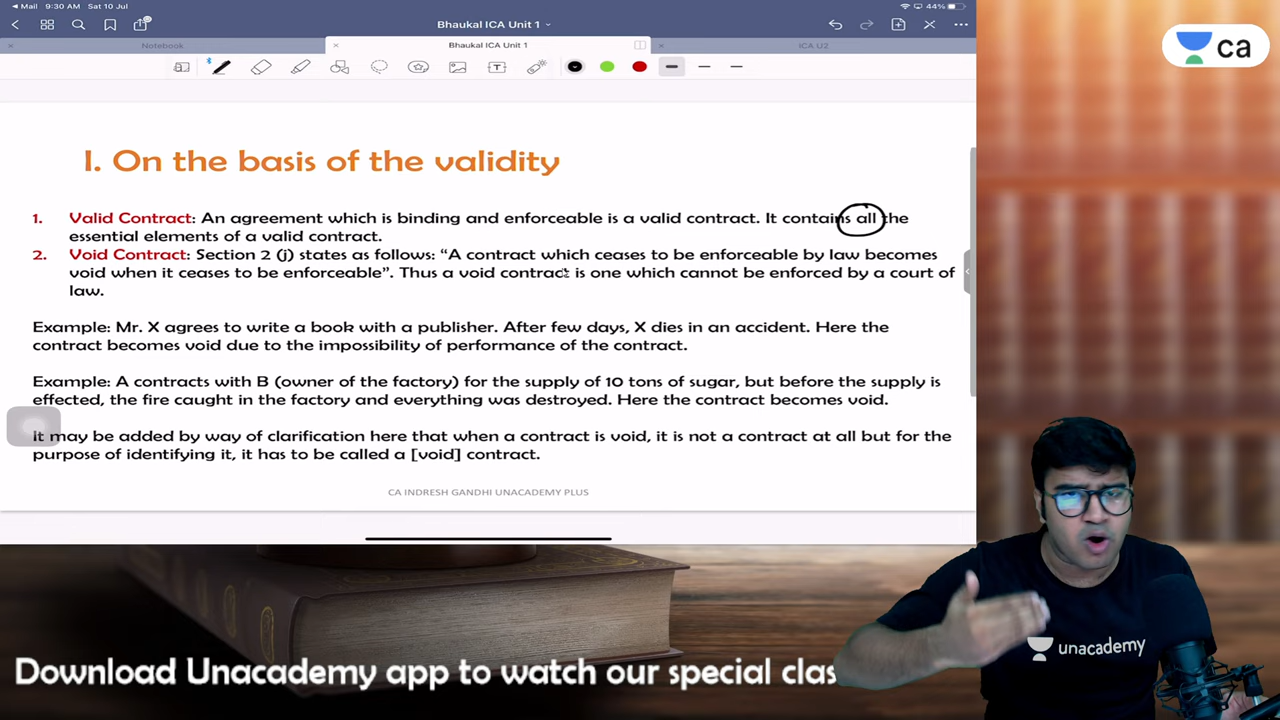 Mail 9:30 AM Sat 10 Jul 44%
Bhaukal ICA Unit 1
Notebook Bhaukal ICA Unit 1 ICA U2
ca
I. On the basis of the validity
1. Valid Contract: An agreement which is binding and enforceable is a valid contract. It contains all the
essential elements of a valid contract.
2. Void Contract: Section 2 (j) states as follows: “A contract which ceases to be enforceable by law becomes
void when it ceases to be enforceable”. Thus a void contract is one which cannot be enforced by a court of
law.
Example: Mr. X agrees to write a book with a publisher. After few days, X dies in an accident. Here the
contract becomes void due to the impossibility of performance of the contract.
Example: A contracts with B (owner of the factory) for the supply of 10 tons of sugar, but before the supply is
effected, the fire caught in the factory and everything was destroyed. Here the contract becomes void.
It may be added by way of clarification here that when a contract is void, it is not a contract at all but for the
purpose of identifying it, it has to be called a [void] contract.
CA INDRESH GANDHI UNACADEMY PLUS
unacademy
Download Unacademy app to watch our special clas